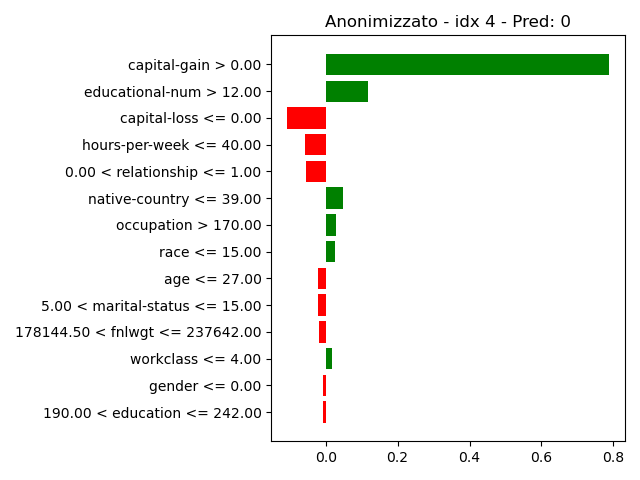 Anonimizzato - idx 4 - Pred: 0
capital-gain > 0.00
educational-num > 12.00
capital-loss <= 0.00
hours-per-week <= 40.00
0.00 < relationship <= 1.00
native-country <= 39.00
occupation > 170.00
race <= 15.00
age <= 27.00
5.00 < marital-status <= 15.00
178144.50 < fnlwgt <= 237642.00
workclass <= 4.00
gender <= 0.00
190.00 < education <= 242.00
0.0 0.2 0.4 0.6 0.8